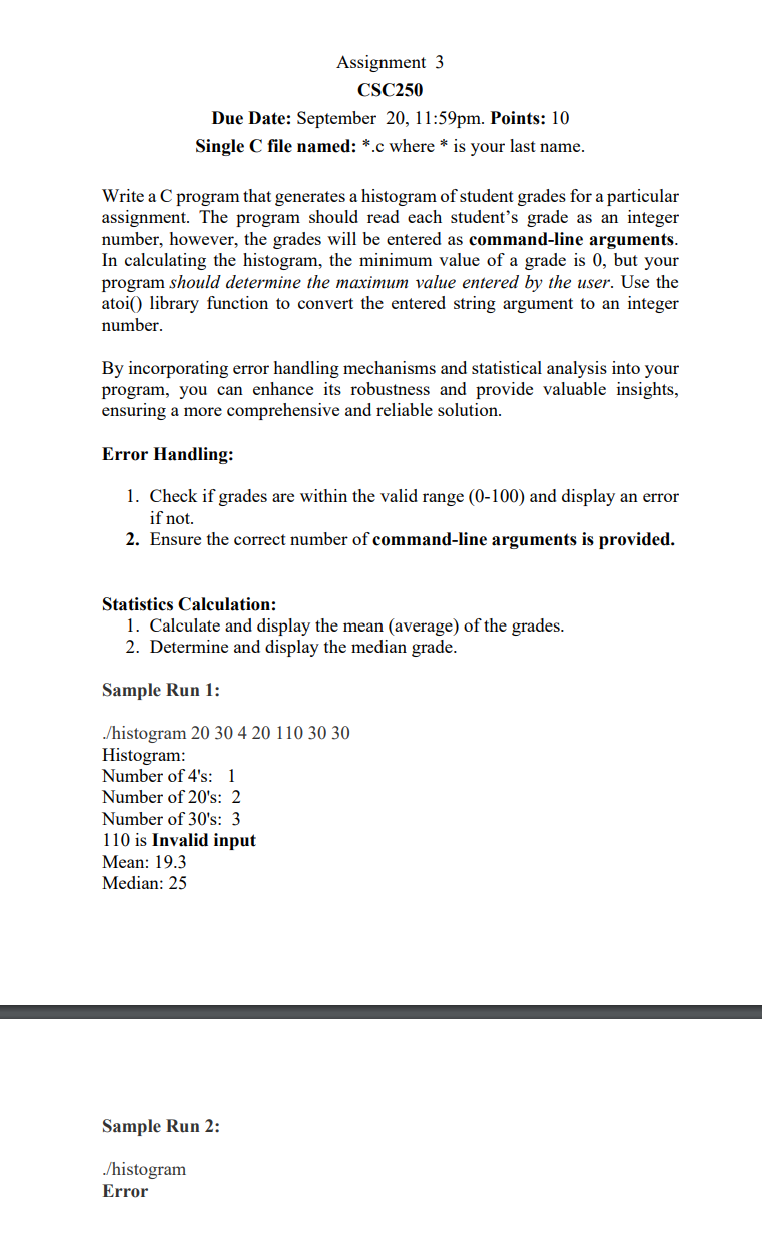 Assignment 3
CSC250
Due Date: September 20, 11:59pm. Points: 10
Single C file named: *.c where * is your last name.
Write a C program that generates a histogram of student grades for a particular
assignment. The program should read each student’s grade as an integer
number, however, the grades will be entered as command-line arguments.
In calculating the histogram, the minimum value of a grade is 0, but your
program should determine the maximum value entered by the user. Use the
atoi() library function to convert the entered string argument to an integer
number.
By incorporating error handling mechanisms and statistical analysis into your
program, you can enhance its robustness and provide valuable insights,
ensuring a more comprehensive and reliable solution.
Error Handling:
1. Check if grades are within the valid range (0-100) and display an error
if not.
2. Ensure the correct number of command-line arguments is provided.
Statistics Calculation:
1. Calculate and display the mean (average) of the grades.
2. Determine and display the median grade.
Sample Run 1:
./histogram 20 30 4 20 110 30 30
Histogram:
Number of 4's: 1
Number of 20's: 2
Number of 30's: 3
110 is Invalid input
Mean: 19.3
Median: 25
Sample Run 2:
./histogram
Error